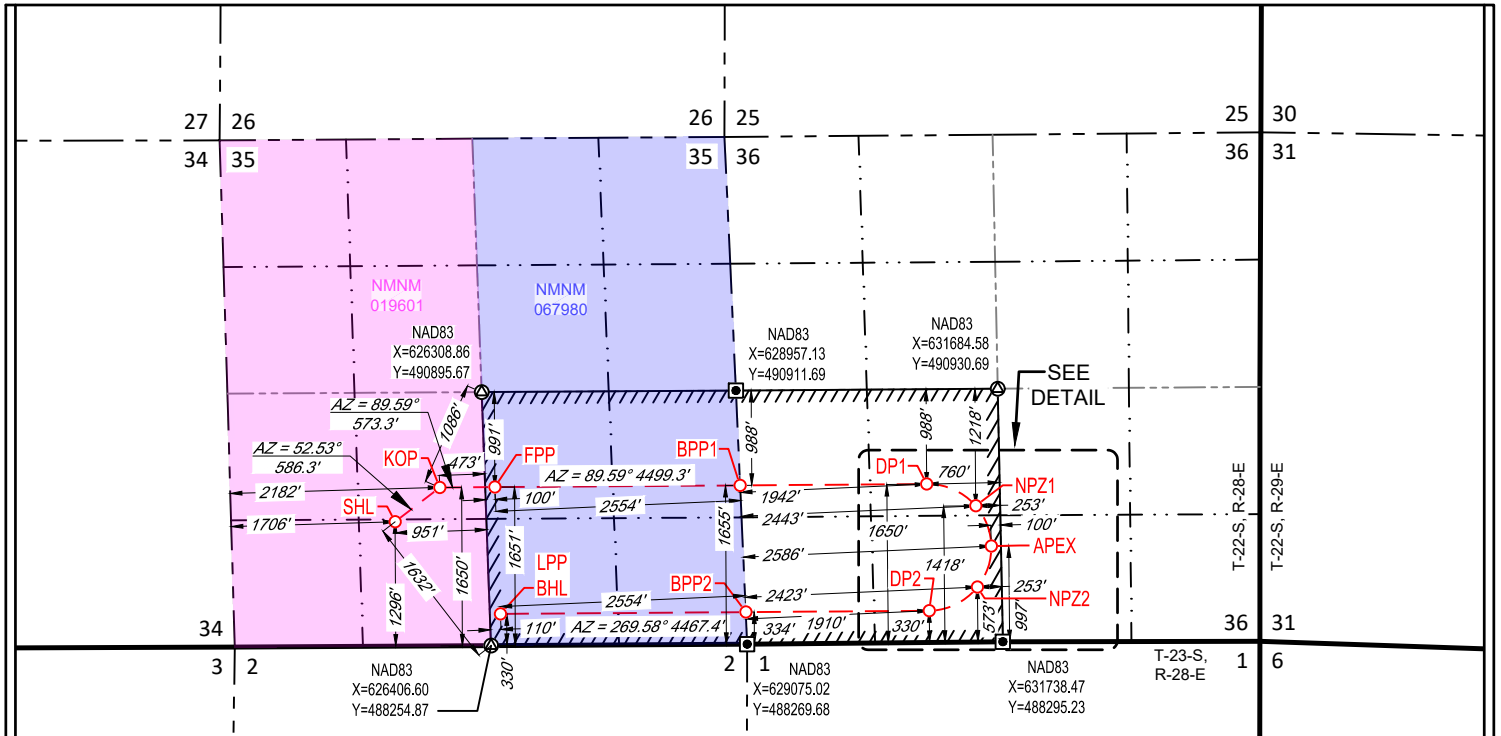 27 26
26 25
25 30
34 35
35 36
36 31
NMNM
019601
NMNM
067980
NAD83
X=626308.86
Y=490895.67
NAD83
X=628957.13
Y=490911.69
NAD83
X=631684.58
Y=490930.69
SEE
DETAIL
AZ = 89.59°
573.3'
1086'
AZ = 52.53°
586.3'
KOP
473'
991'
FPP
BPP1
988'
988'
1218'
DP1
760'
NPZ1
AZ = 89.59° 4499.3'
2182'
100'
1942'
253'
SHL
2554'
2443'
1706'
951'
100'
1650'
1651'
1655'
1650'
2586'
APEX
1632'
1296'
LPP
BHL
BPP2
1418'
DP2
253'
2554'
2423'
NPZ2
110'
AZ = 269.58° 4467.4'
1910'
330'
573'
997'
334'
330'
T-22-S, R-28-E
T-22-S, R-29-E
34
36 31
3 2
2 1
1 6
T-23-S,
R-28-E
NAD83
X=626406.60
Y=488254.87
NAD83
X=629075.02
Y=488269.68
NAD83
X=631738.47
Y=488295.23